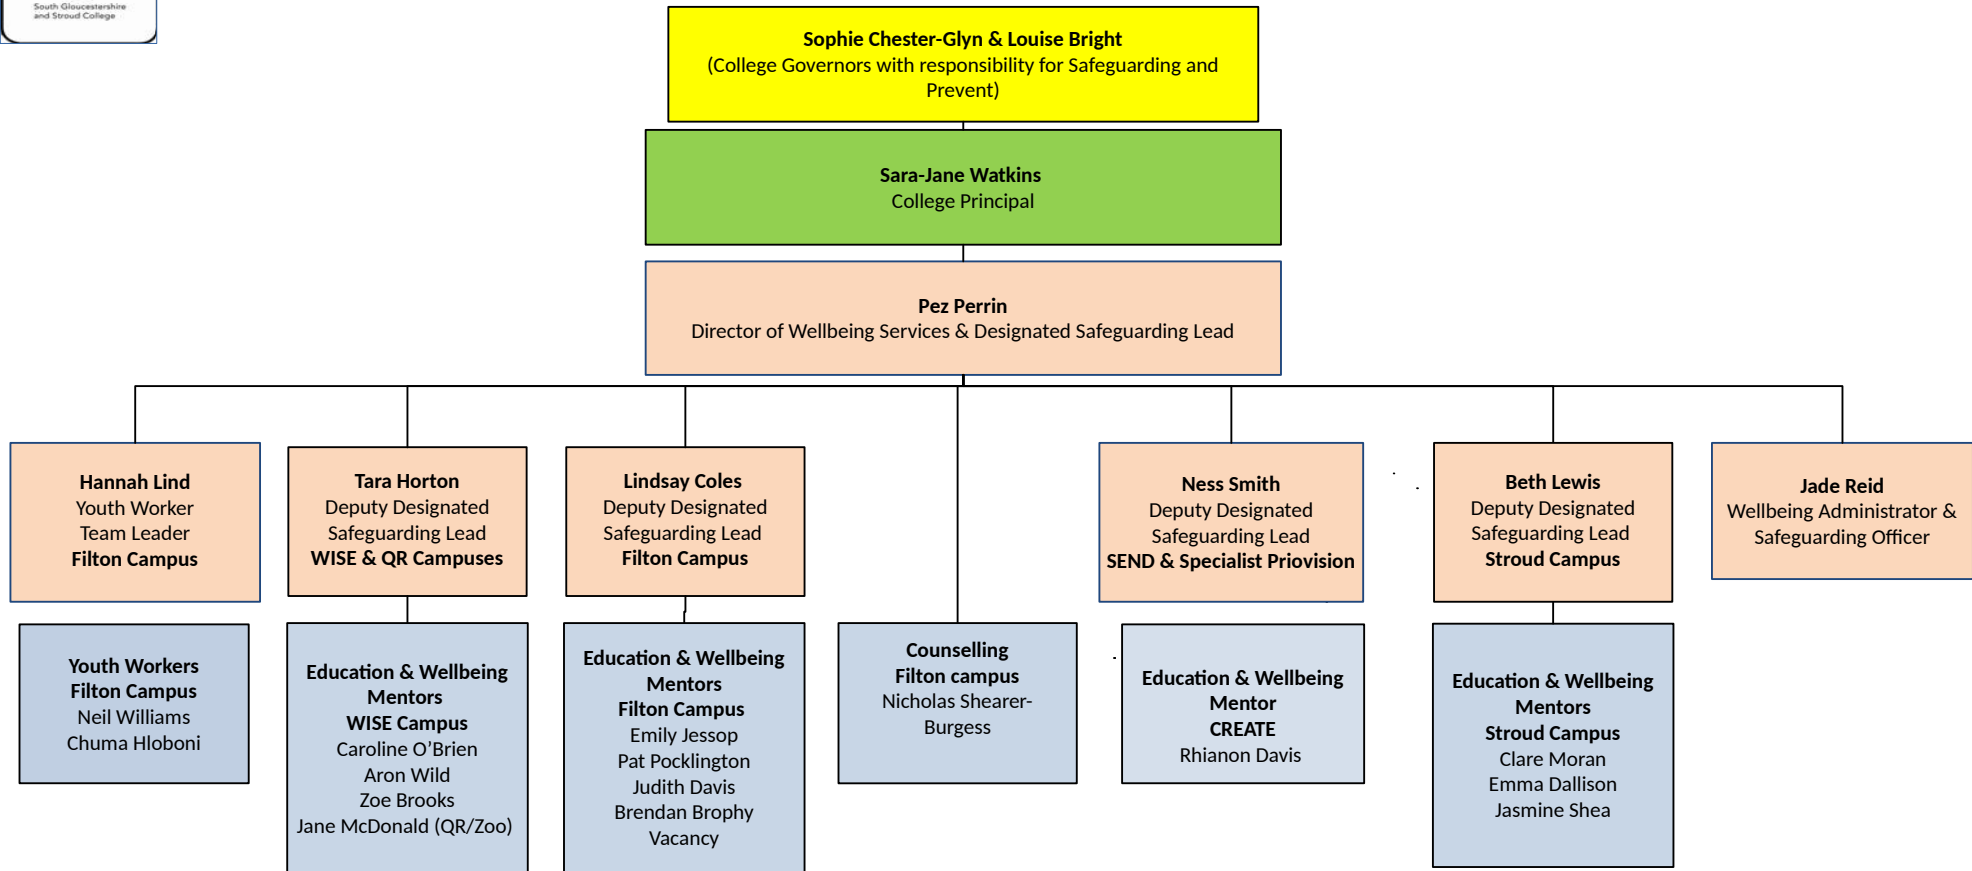 South Gloucestershire
and Stroud College
Sophie Chester-Glyn & Louise Bright
(College Governors with responsibility for Safeguarding and
Prevent)
Sara-Jane Watkins
College Principal
Pez Perrin
Director of Wellbeing Services & Designated Safeguarding Lead
Hannah Lind
Youth Worker
Team Leader
Filton Campus
Tara Horton
Deputy Designated
Safeguarding Lead
WISE & QR Campuses
Lindsay Coles
Deputy Designated
Safeguarding Lead
Filton Campus
Ness Smith
Deputy Designated
Safeguarding Lead
SEND & Specialist Priovision
Beth Lewis
Deputy Designated
Safeguarding Lead
Stroud Campus
Jade Reid
Wellbeing Administrator &
Safeguarding Officer
Youth Workers
Filton Campus
Neil Williams
Chuma Hloboni
Education & Wellbeing
Mentors
WISE Campus
Caroline O’Brien
Aron Wild
Zoe Brooks
Jane McDonald (QR/Zoo)
Education & Wellbeing
Mentors
Filton Campus
Emily Jessop
Pat Pocklington
Judith Davis
Brendan Brophy
Vacancy
Counselling
Filton campus
Nicholas Shearer-
Burgess
Education & Wellbeing
Mentor
CREATE
Rhianon Davis
Education & Wellbeing
Mentors
Stroud Campus
Clare Moran
Emma Dallison
Jasmine Shea